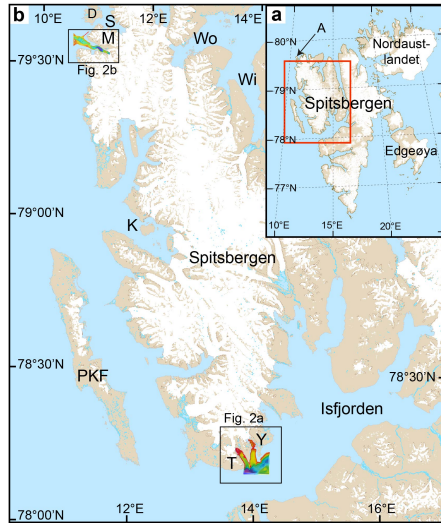 b
D
10°E
S
12°E
14°E
M
Fig. 2b
Wo
Wi
79°30'N
79°00'N
K
Spitsbergen
78°30'N
PKF
78°30'N
Isfjorden
Fig. 2a
Y
T
78°00'N
12°E
14°E
a
A
80°N
Nordaust-
landet
79°N
Spitsbergen
78°N
Edgeøya
77°N
10°E
15°E
20°E